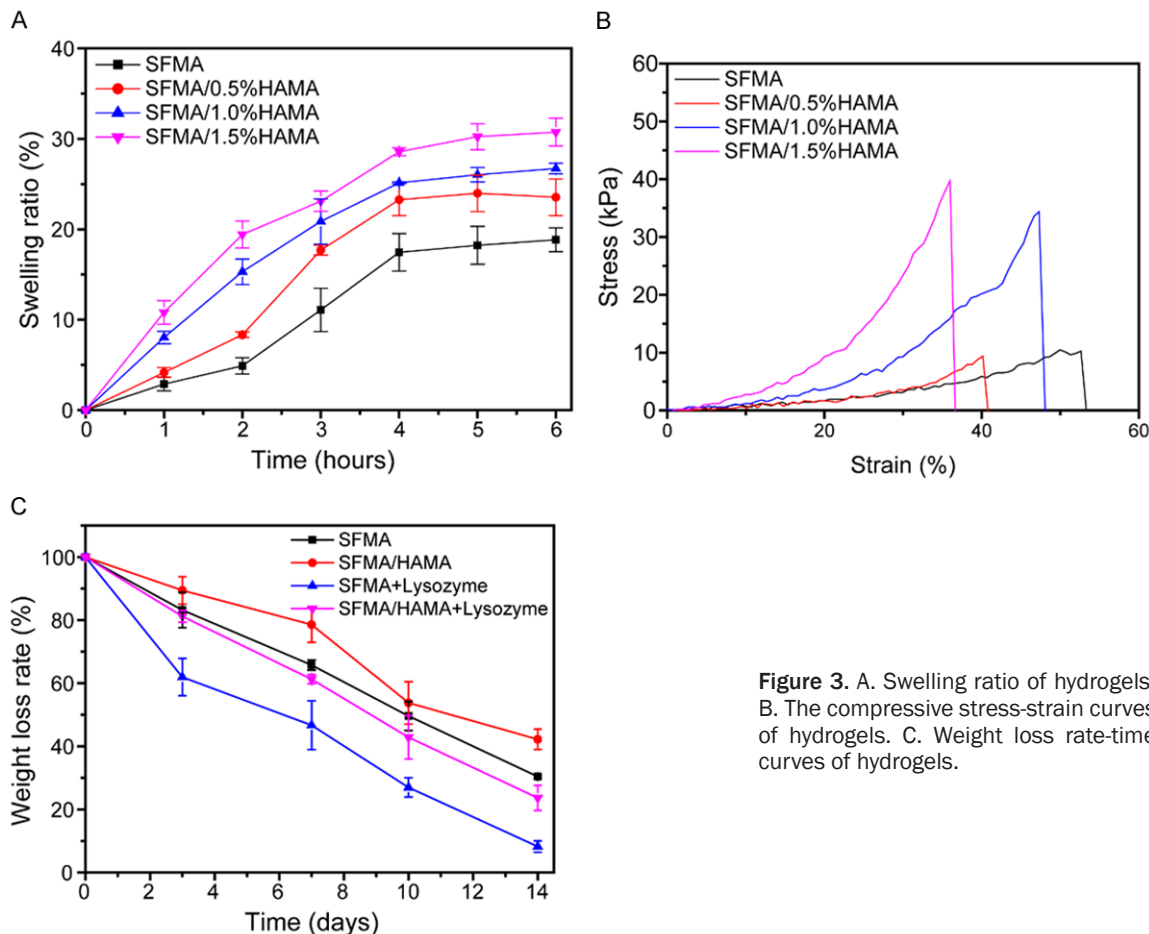 A
SFMA
SFMA/0.5%HAMA
SFMA/1.0%HAMA
SFMA/1.5%HAMA
Swelling ratio (%)
40
30
20
10
0
0 1 2 3 4 5 6
Time (hours)
B
SFMA
SFMA/0.5%HAMA
SFMA/1.0%HAMA
SFMA/1.5%HAMA
Stress (kPa)
60
50
40
30
20
10
0
0 20 40 60
Strain (%)
C
SFMA
SFMA/HAMA
SFMA+Lysozyme
SFMA/HAMA+Lysozyme
Weight loss rate (%)
100
80
60
40
20
0
0 2 4 6 8 10 12 14
Time (days)
Figure 3. A. Swelling ratio of hydrogels
B. The compressive stress-strain curves
of hydrogels. C. Weight loss rate-time
curves of hydrogels.